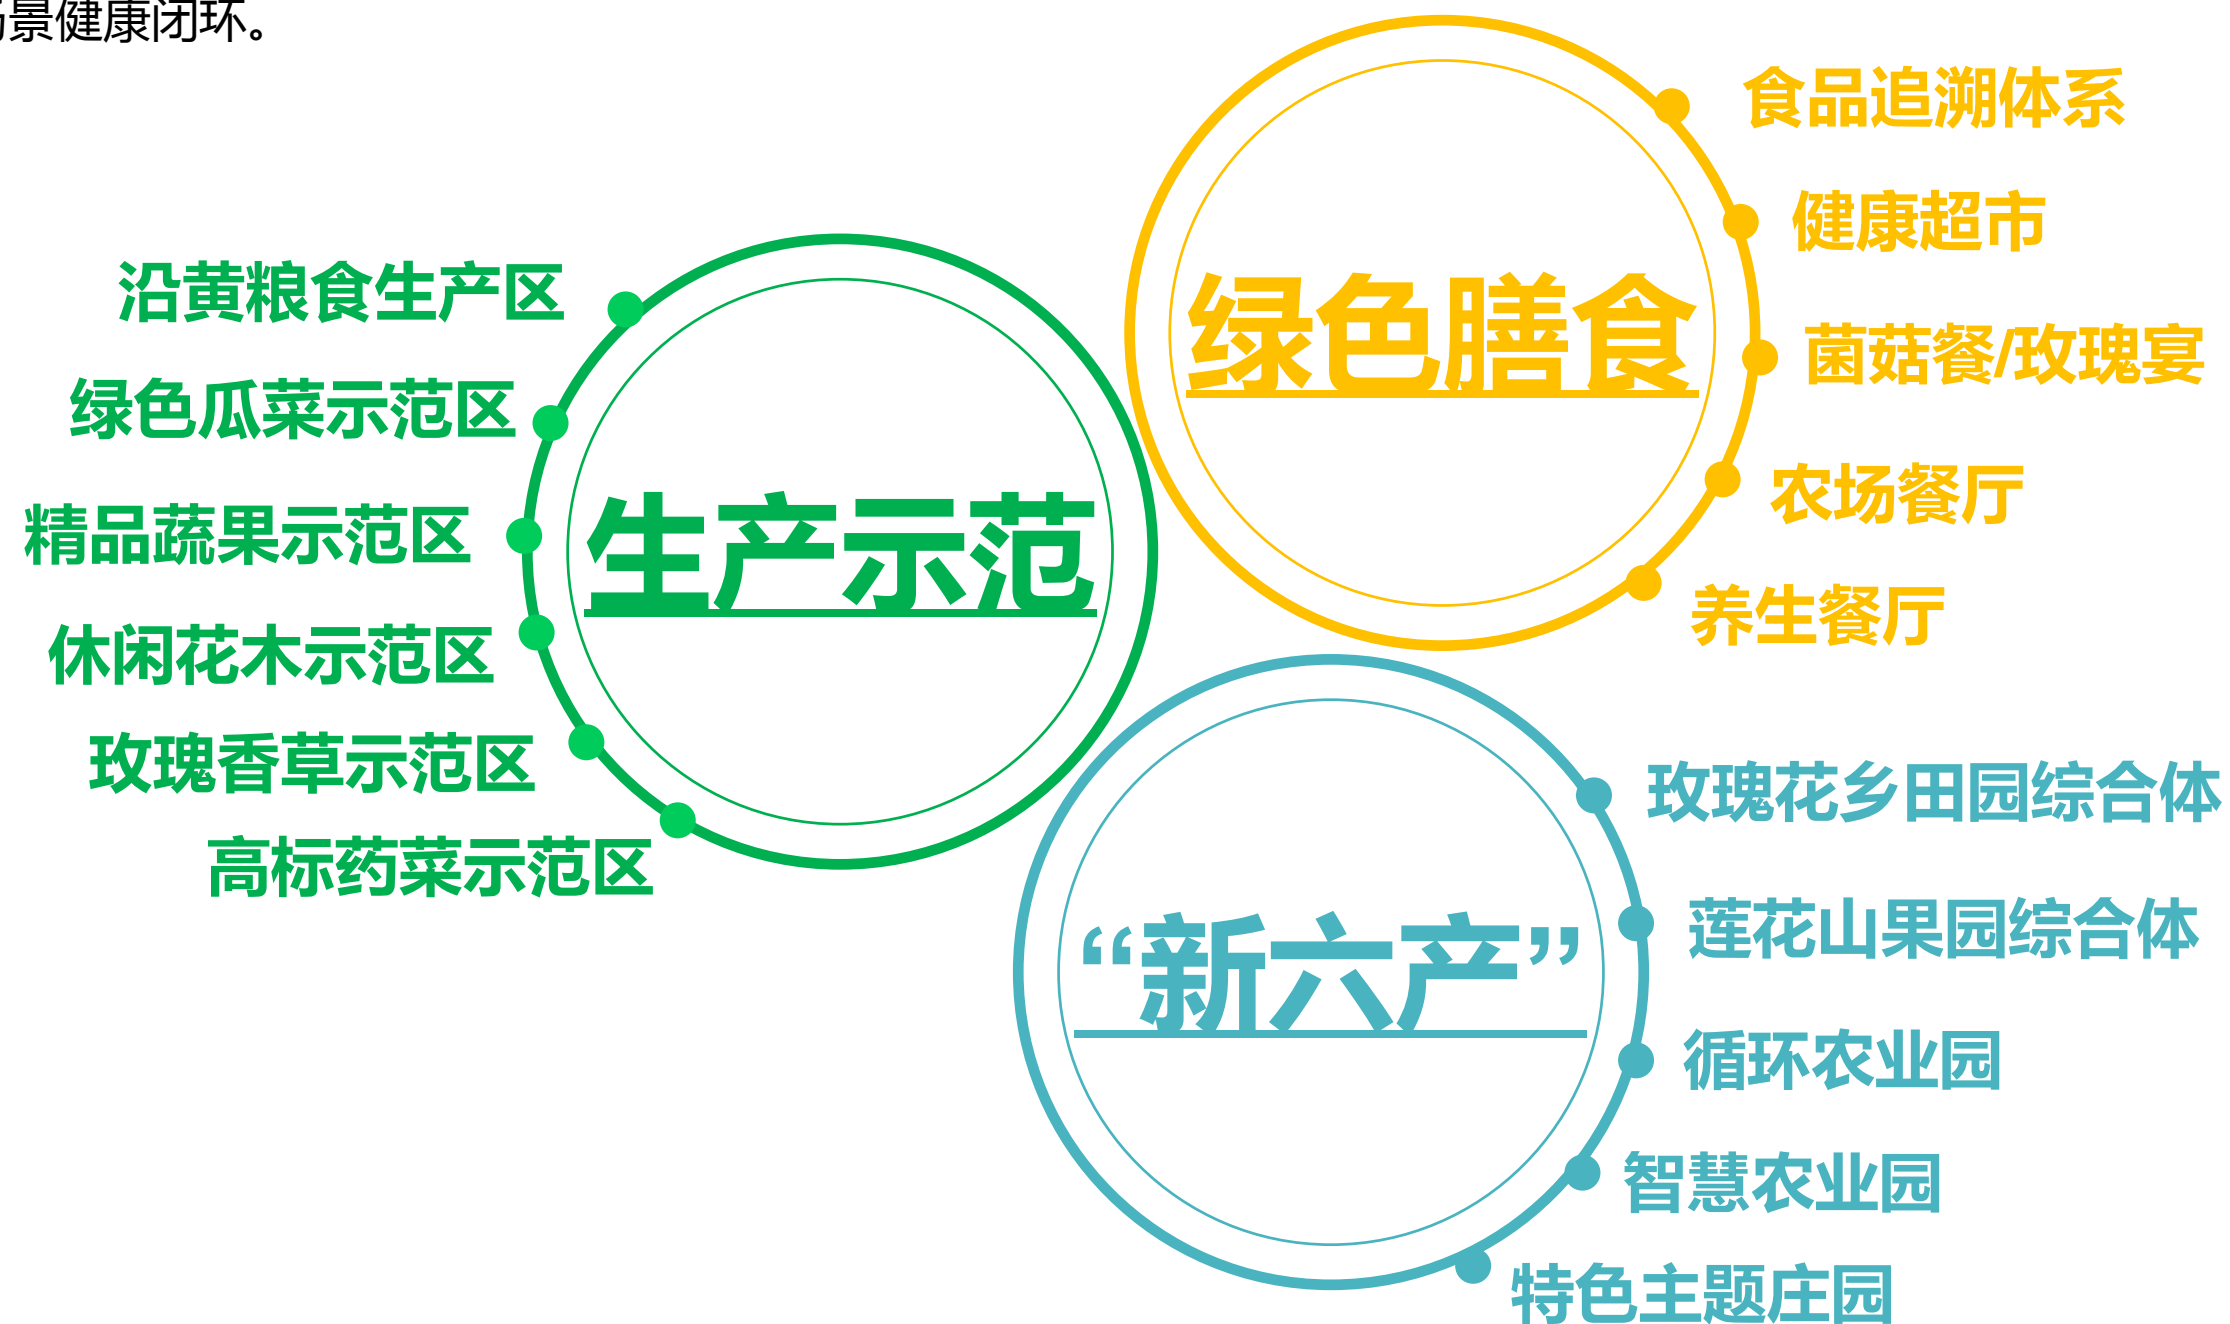 景健康闭环。
生产示范
沿黄粮食生产区
绿色瓜菜示范区
精品蔬果示范区
休闲花木示范区
玫瑰香草示范区
高标药菜示范区
绿色膳食
食品追溯体系
健康超市
菌菇餐/玫瑰宴
农场餐厅
养生餐厅
“新六产”
玫瑰花乡田园综合体
莲花山果园综合体
循环农业园
智慧农业园
特色主题庄园